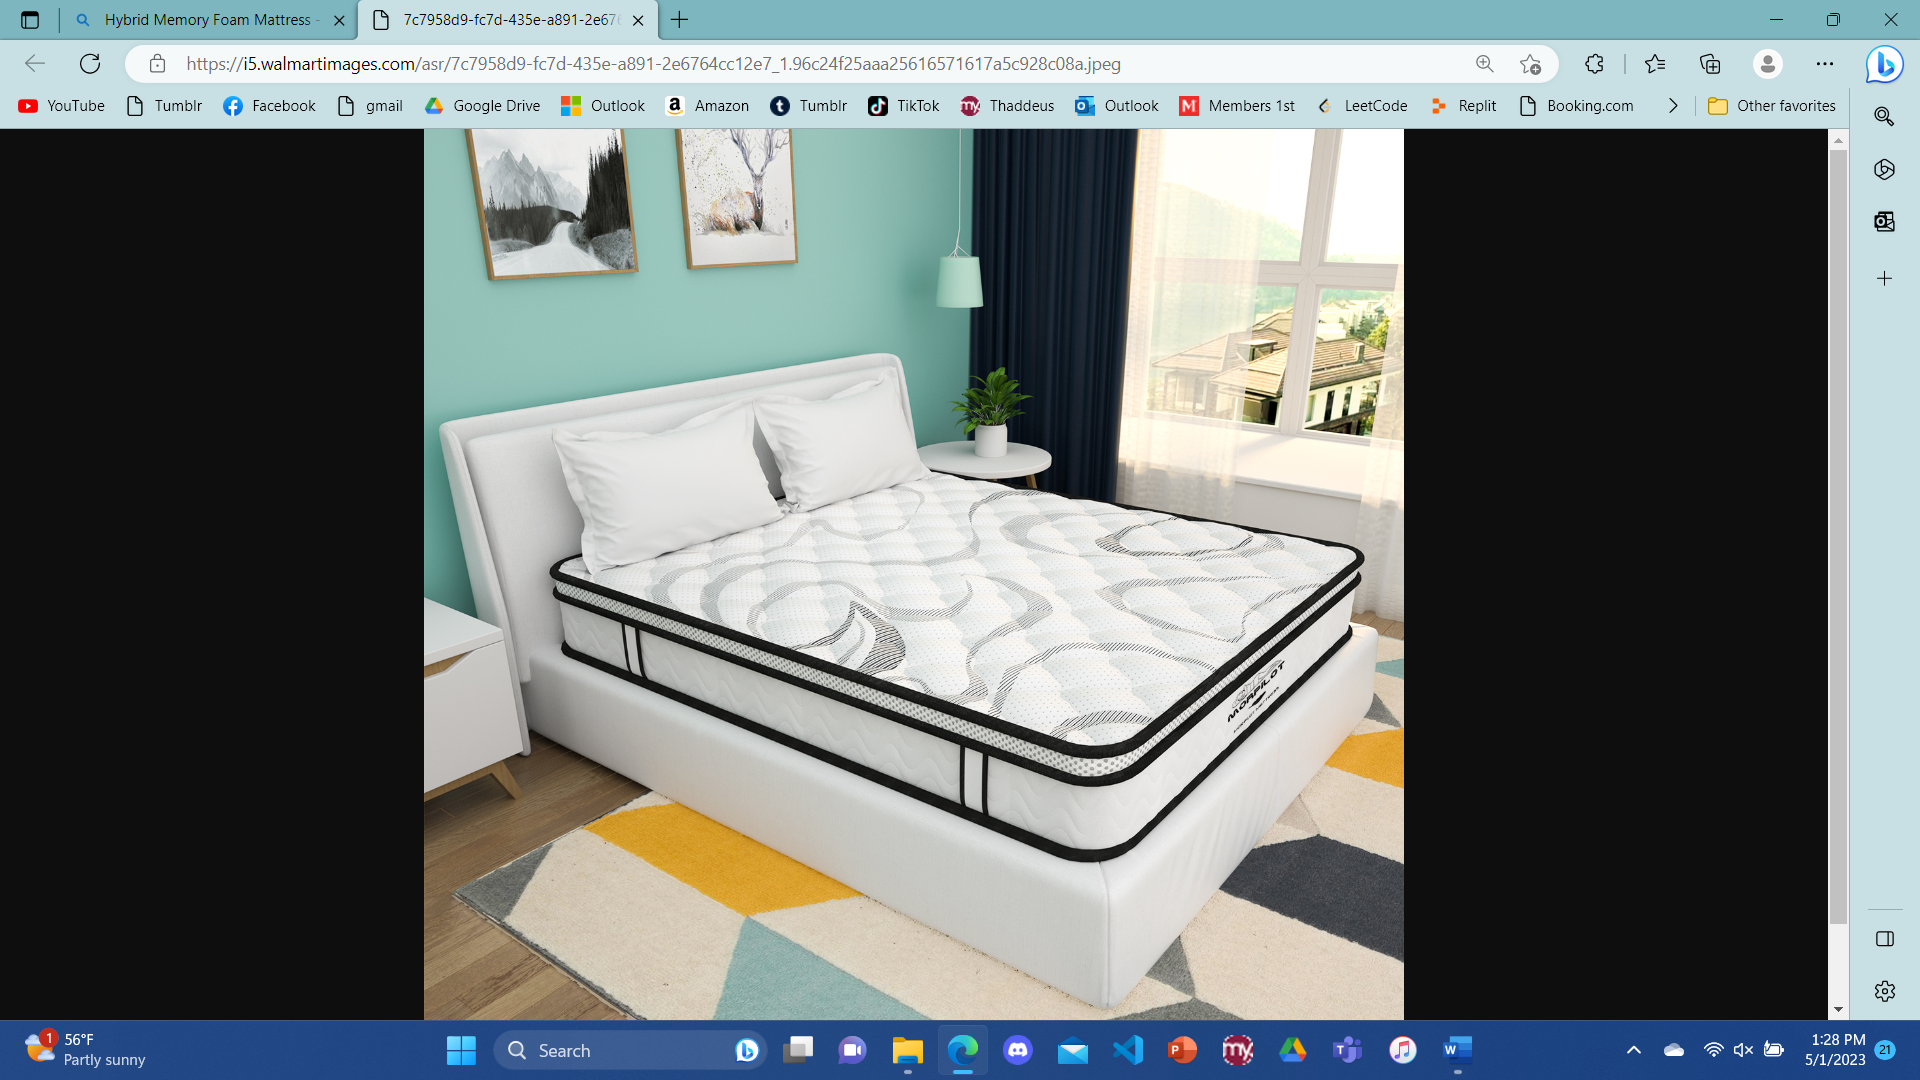 Hybrid Memory Foam Mattress -
7c7958d9-fc7d-435e-a891-2e676
https://i5.walmartimages.com/asr/7c7958d9-fc7d-435e-a891-2e6764cc12e7_1.96c24f25aaa25616571617a5c928c08a.jpeg
YouTube Tumblr Facebook gmail Google Drive Outlook Amazon Tumblr TikTok Thaddeus Outlook Members 1st LeetCode Replit Booking.com Other favorites
MORPILOT
1
56°F
Partly sunny
Search
1:28 PM
5/1/2023
21